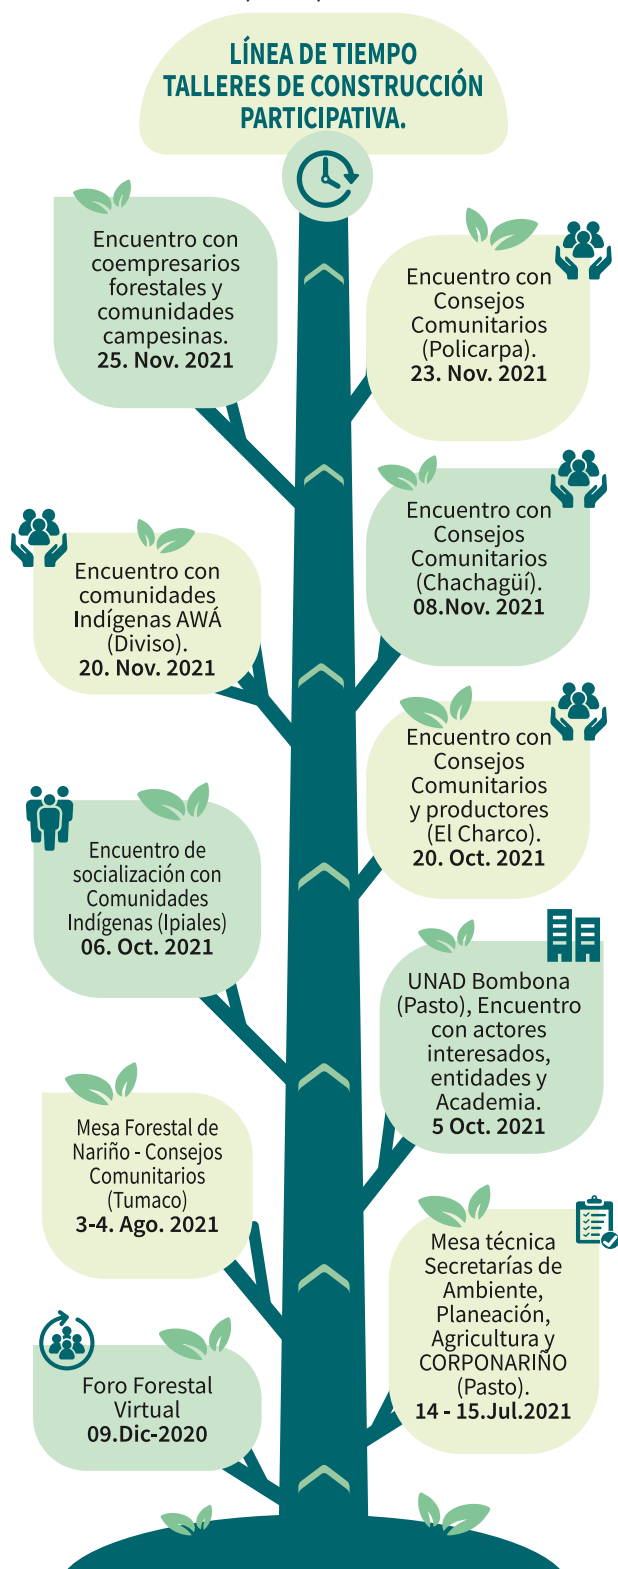 LÍNEA DE TIEMPO
TALLERES DE CONSTRUCCIÓN
PARTICIPATIVA.
Encuentro con
coempresarios
forestales y
comunidades
campesinas.
25. Nov. 2021
Encuentro con
Consejos
Comunitarios
(Policarpa).
23. Nov. 2021
Encuentro con
Consejos
Comunitarios
(Chachagüí).
08.Nov. 2021
Encuentro con
comunidades
Indígenas AWÁ
(Diviso).
20. Nov. 2021
Encuentro con
Consejos
Comunitarios
y productores
(El Charco).
20. Oct. 2021
Encuentro de
socialización con
Comunidades
Indígenas (Ipiales)
06. Oct. 2021
UNAD Bombona
(Pasto), Encuentro
con actores
interesados,
entidades y
Academia.
5 Oct. 2021
Mesa Forestal de
Nariño - Consejos
Comunitarios
(Tumaco)
3-4. Ago. 2021
Mesa técnica
Secretarías de
Ambiente,
Planeación,
Agricultura y
CORPONARIÑO
(Pasto).
14 - 15.Jul.2021
Foro Forestal
Virtual
09.Dic-2020